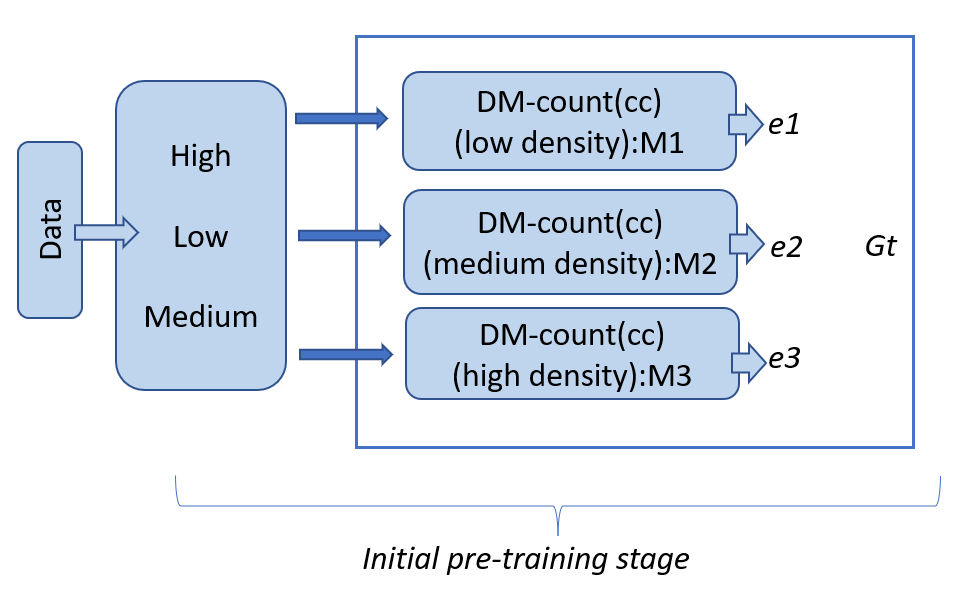 Data
High
Low
Medium
DM-count(cc)
(low density):M1
e1
DM-count(cc)
(medium density):M2
e2
DM-count(cc)
(high density):M3
e3
Gt
Initial pre-training stage